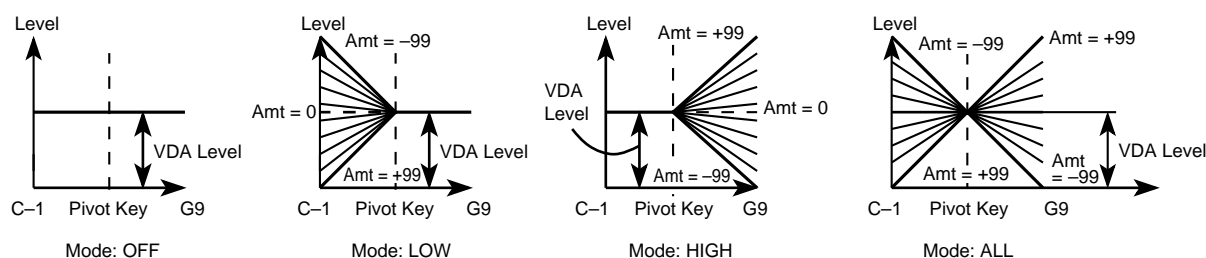 Level
VDA Level
C–1 Pivot Key G9
Mode: OFF
Level
Amt = –99
Amt = 0
Amt = +99
VDA Level
C–1 Pivot Key G9
Mode: LOW
Level
Amt = +99
VDA
Level
Amt = 0
Amt = –99
C–1 Pivot Key G9
Mode: HIGH
Level
Amt = –99
Amt = +99
VDA Level
Amt = +99
Amt
= –99
C–1 Pivot Key G9
Mode: ALL